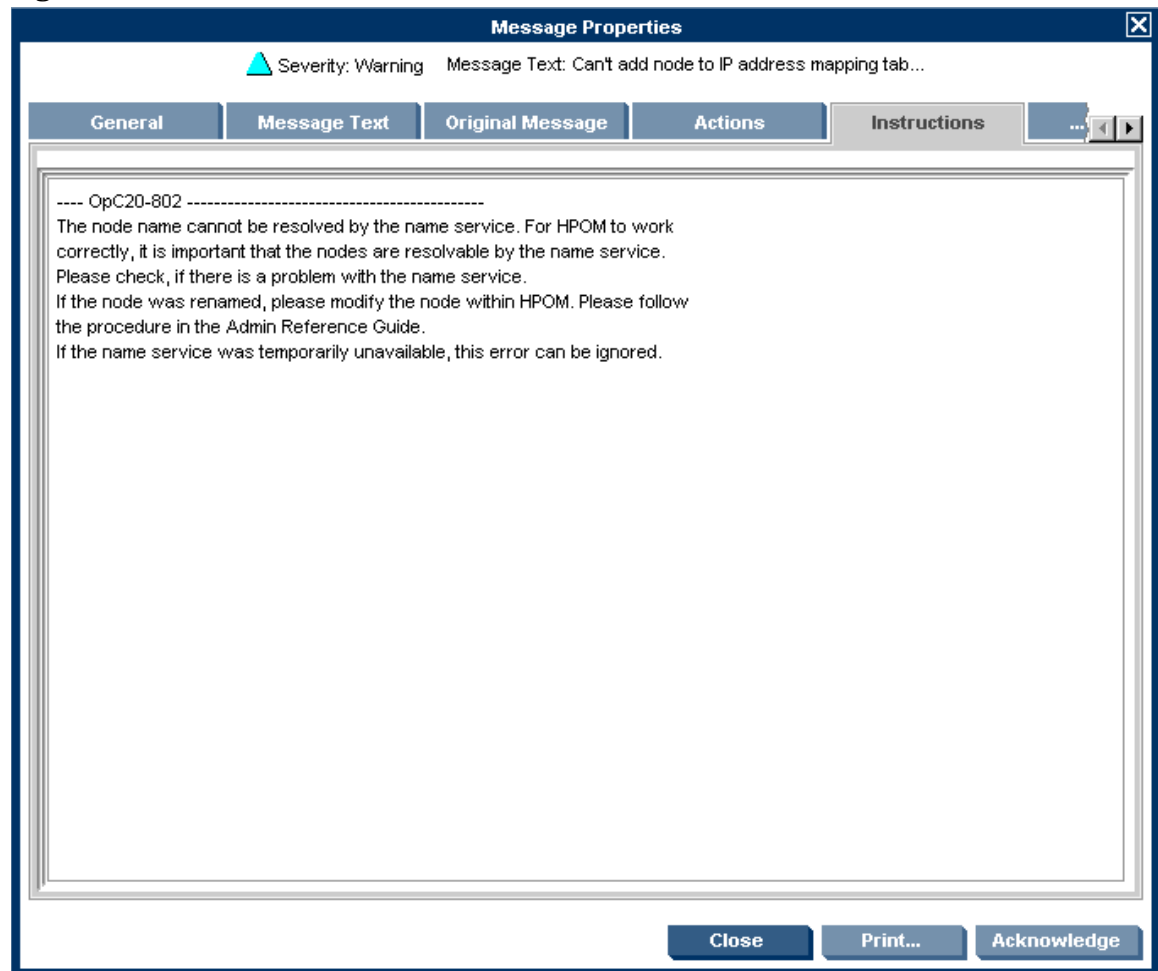 Message Properties
Severity: Warning Message Text: Can't add node to IP address mapping tab...
General Message Text Original Message Actions Instructions ...
---- OpC20-802 ------------------------------------------
The node name cannot be resolved by the name service. For HPOM to work
correctly, it is important that the nodes are resolvable by the name service.
Please check, if there is a problem with the name service.
If the node was renamed, please modify the node within HPOM. Please follow
the procedure in the Admin Reference Guide.
If the name service was temporarily unavailable, this error can be ignored.
Close Print... Acknowledge